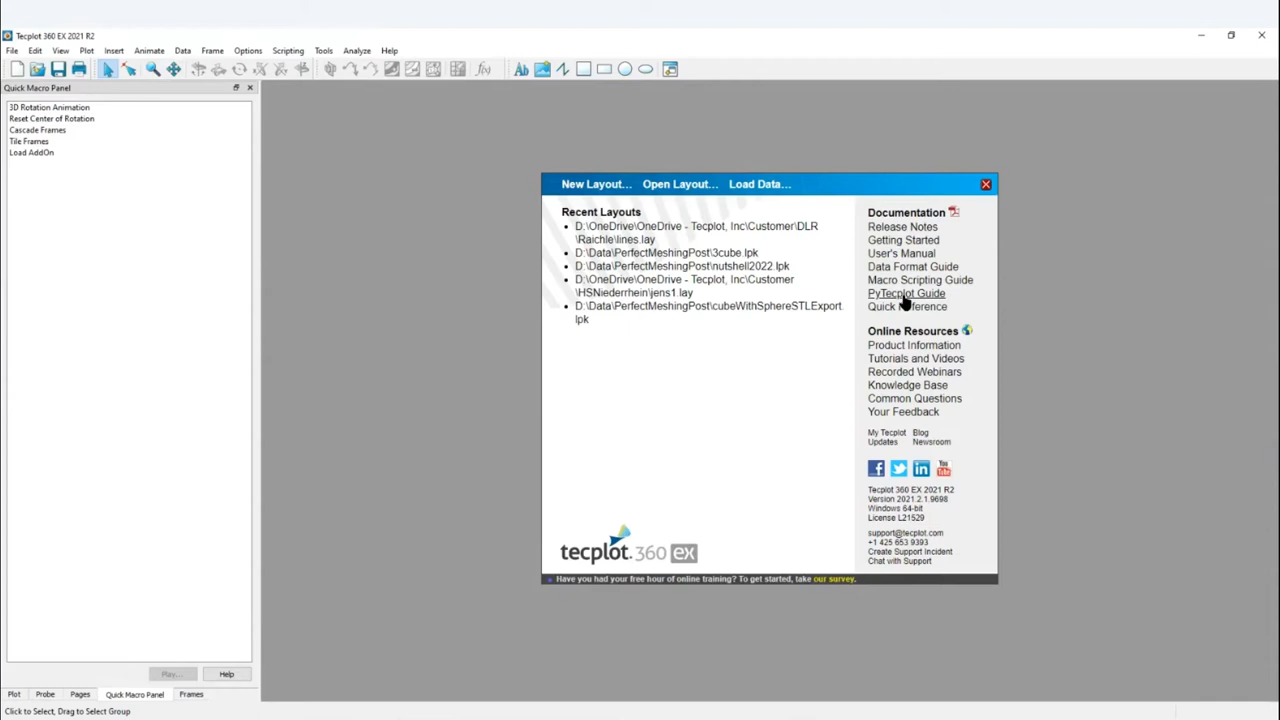 Tecplot 360 EX 2021 R2
File Edit View Plot Insert Animate Data Frame Options Scripting Tools Analyze Help
Quick Macro Panel
3D Rotation Animation
Reset Center of Rotation
Cascade Frames
Tile Frames
Load AddOn
New Layout... Open Layout... Load Data...
Recent Layouts
D:\OneDrive\OneDrive - Tecplot, Inc\Customer\DLR
\Raichle\lines.lay
D:\Data\PerfectMeshingPost\3cube.lpk
D:\Data\PerfectMeshingPost\nutshell2022.lpk
D:\OneDrive\OneDrive - Tecplot, Inc\Customer
\HSNiederrhein\jens1.lay
D:\Data\PerfectMeshingPost\cubeWithSphereSTLExport.
lpk
Documentation
Release Notes
Getting Started
User's Manual
Data Format Guide
Macro Scripting Guide
PyTecplot Guide
Quick
Online Resources
Product Information
Tutorials and Videos
Recorded Webinars
Knowledge Base
Common Questions
Your Feedback
My Tecplot Blog
Updates Newsroom
You
Tube
Tecplot 360 EX 2021 R2
Version 2021.2.1.9698
Windows 64-bit
License L21529
support@tecplot.com
+1 425 653 9393
Create Support Incident
Chat with Support
tecplot. 360 ex
Have you had your free hour of online training? To get started, take our survey.
Play... Help
Plot Probe Pages Quick Macro Panel Frames
Click to Select, Drag to Select Group